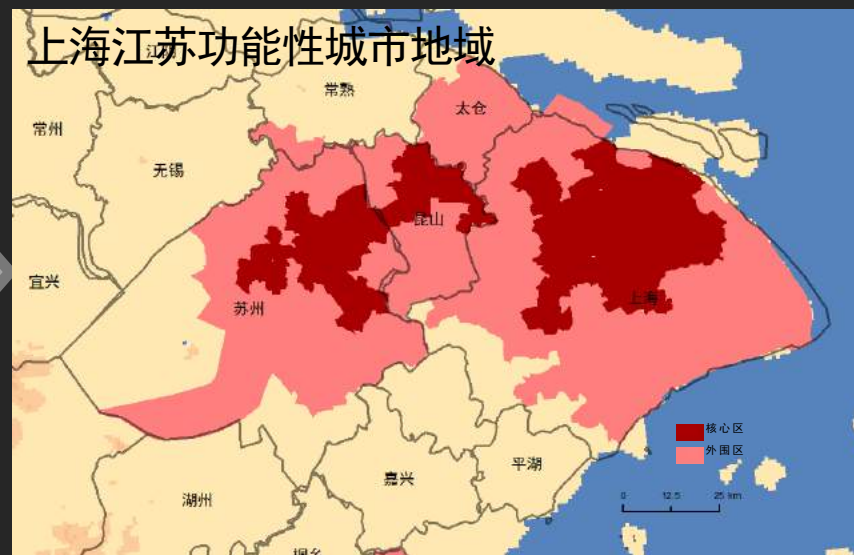 上海江苏功能性城市地域
常熟
太仓
常州
无锡
昆山
宜兴
苏州
上海
核心区
外围区
平湖
嘉兴
湖州
0 12.5 25 km
桐乡